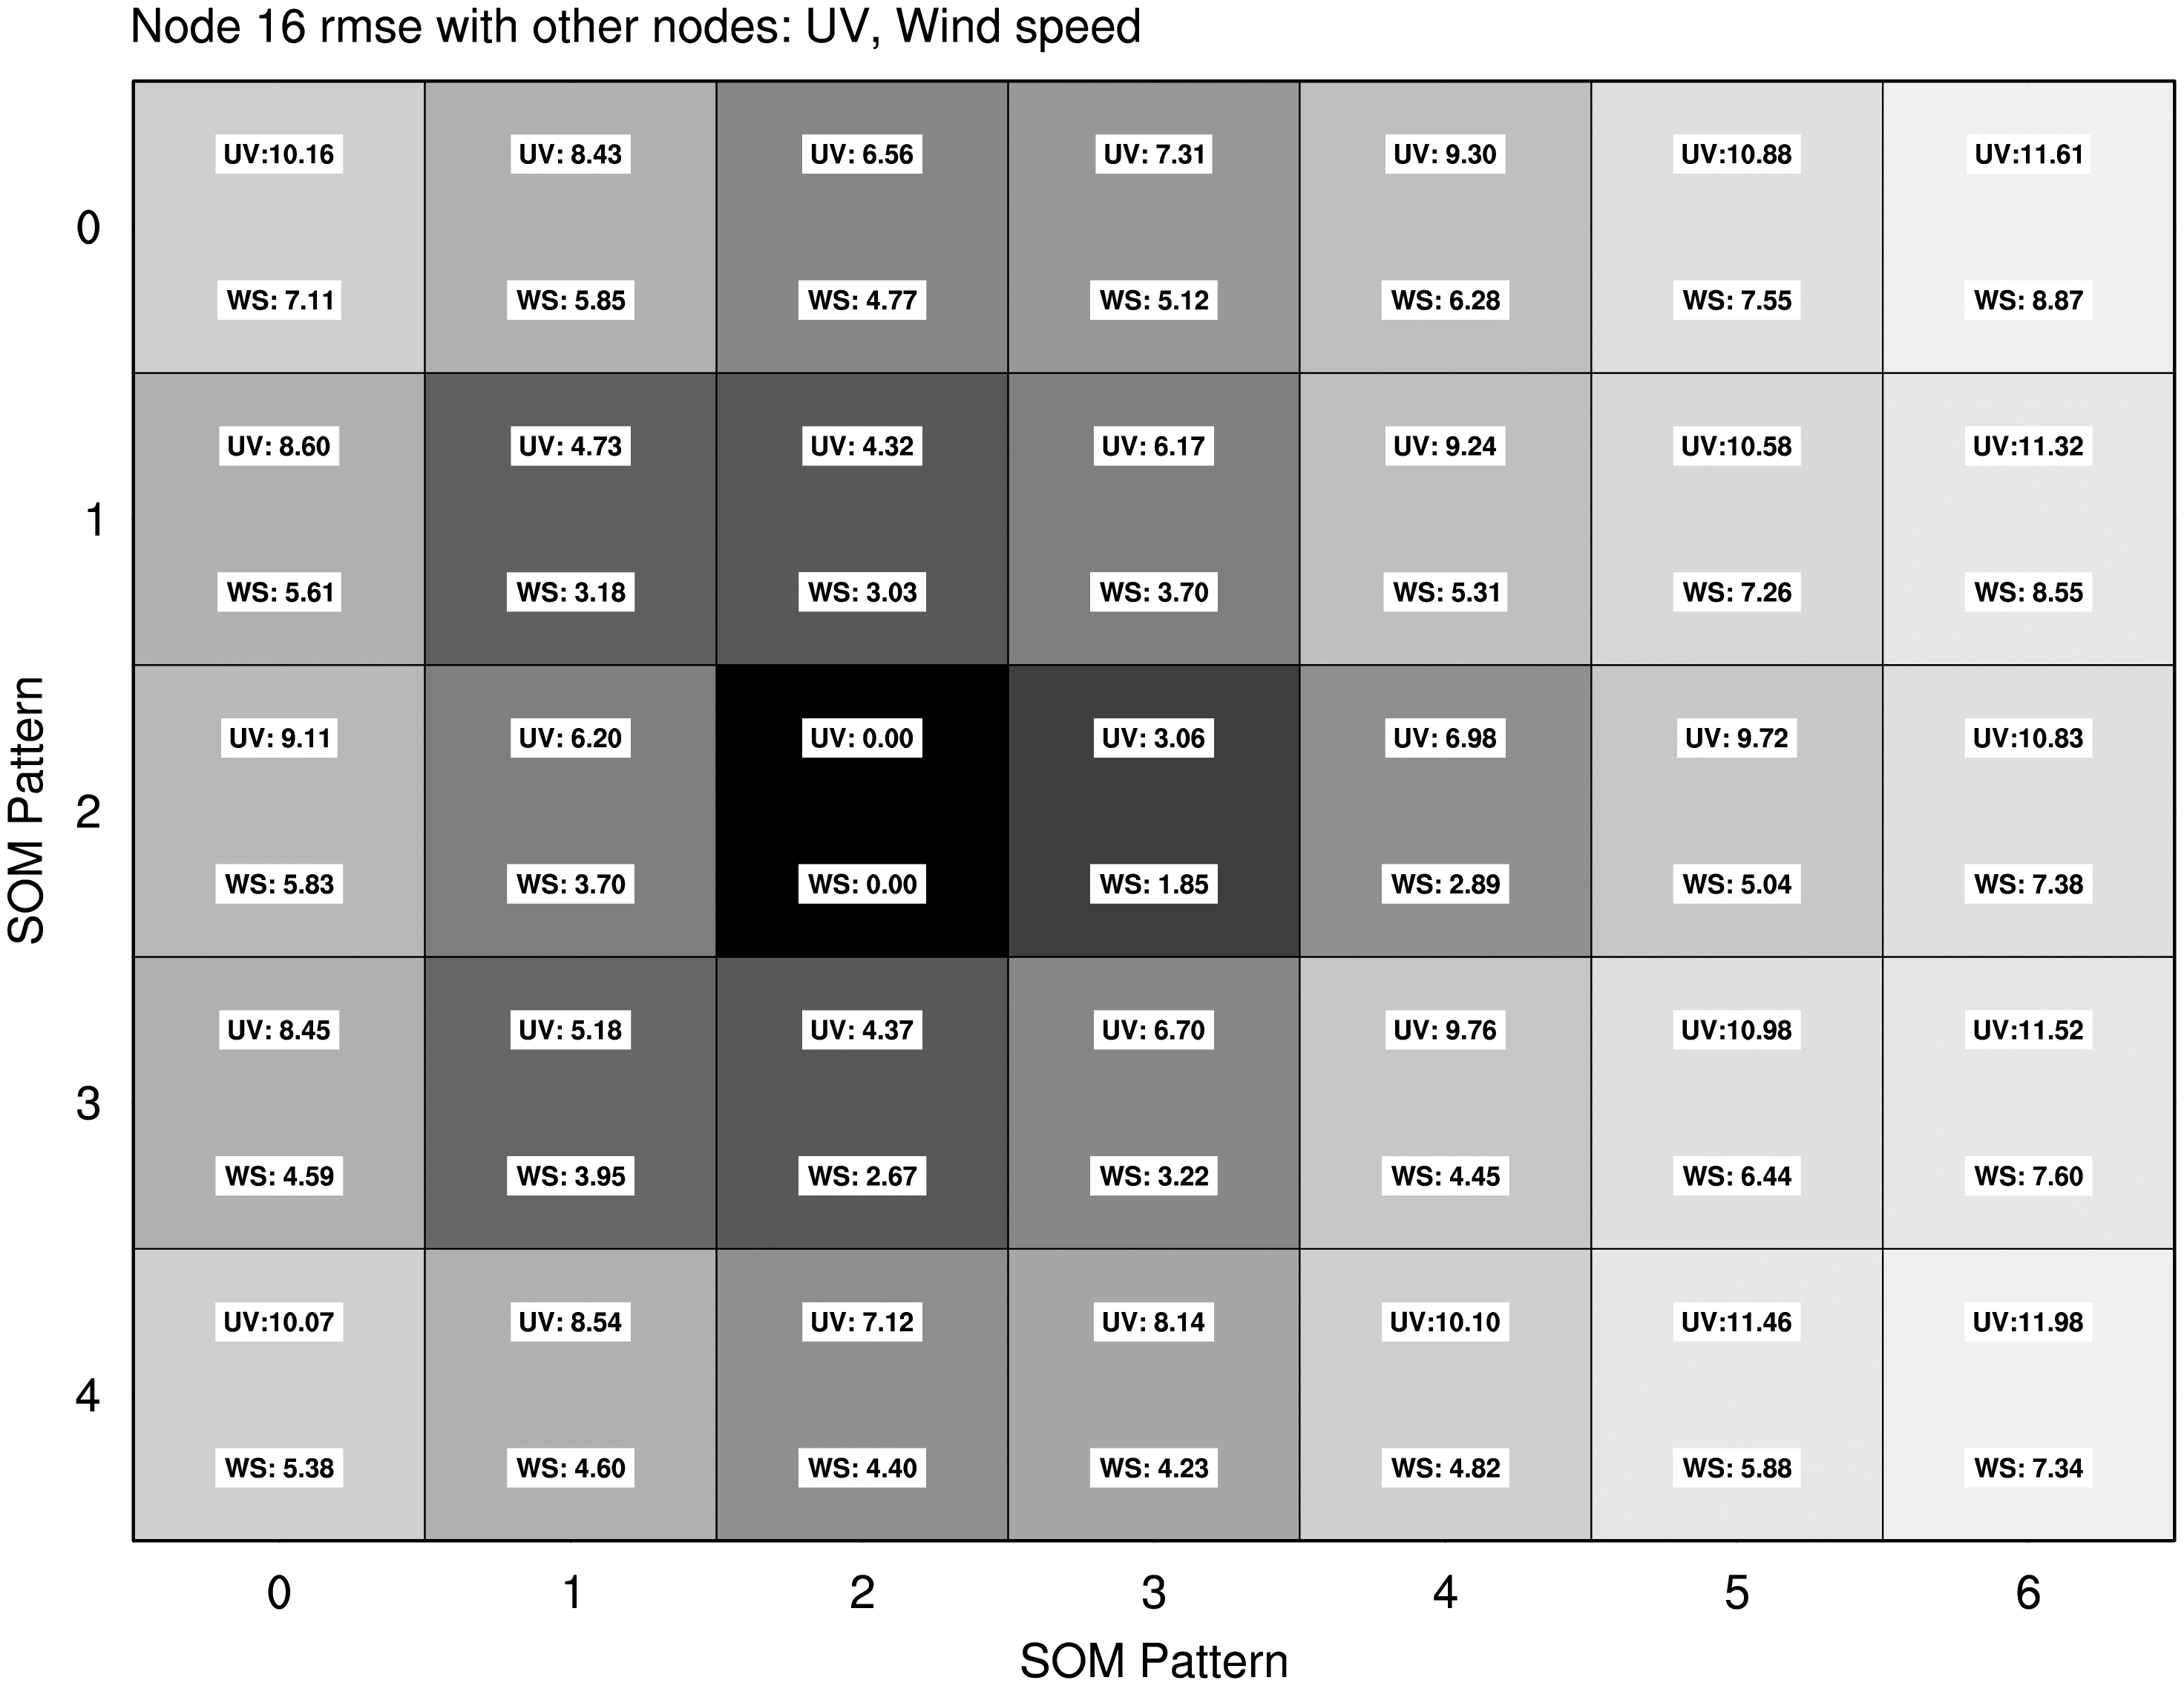 Node 16 rmse with other nodes: UV, Wind speed
UV:10.16 UV: 8.43 UV: 6.56 UV: 7.31 UV: 9.30 UV:10.88 UV:11.61
0
WS: 7.11 WS: 5.85 WS: 4.77 WS: 5.12 WS: 6.28 WS: 7.55 WS: 8.87
UV: 8.60 UV: 4.73 UV: 4.32 UV: 6.17 UV: 9.24 UV:10.58 UV:11.32
1
WS: 5.61 WS: 3.18 WS: 3.03 WS: 3.70 WS: 5.31 WS: 7.26 WS: 8.55
UV: 9.11 UV: 6.20 UV: 0.00 UV: 3.06 UV: 6.98 UV: 9.72 UV:10.83
SOM Pattern
2
WS: 5.83 WS: 3.70 WS: 0.00 WS: 1.85 WS: 2.89 WS: 5.04 WS: 7.38
UV: 8.45 UV: 5.18 UV: 4.37 UV: 6.70 UV: 9.76 UV:10.98 UV:11.52
3
WS: 4.59 WS: 3.95 WS: 2.67 WS: 3.22 WS: 4.45 WS: 6.44 WS: 7.60
UV:10.07 UV: 8.54 UV: 7.12 UV: 8.14 UV:10.10 UV:11.46 UV:11.98
4
WS: 5.38 WS: 4.60 WS: 4.40 WS: 4.23 WS: 4.82 WS: 5.88 WS: 7.34
0 1 2 3 4 5 6
SOM Pattern